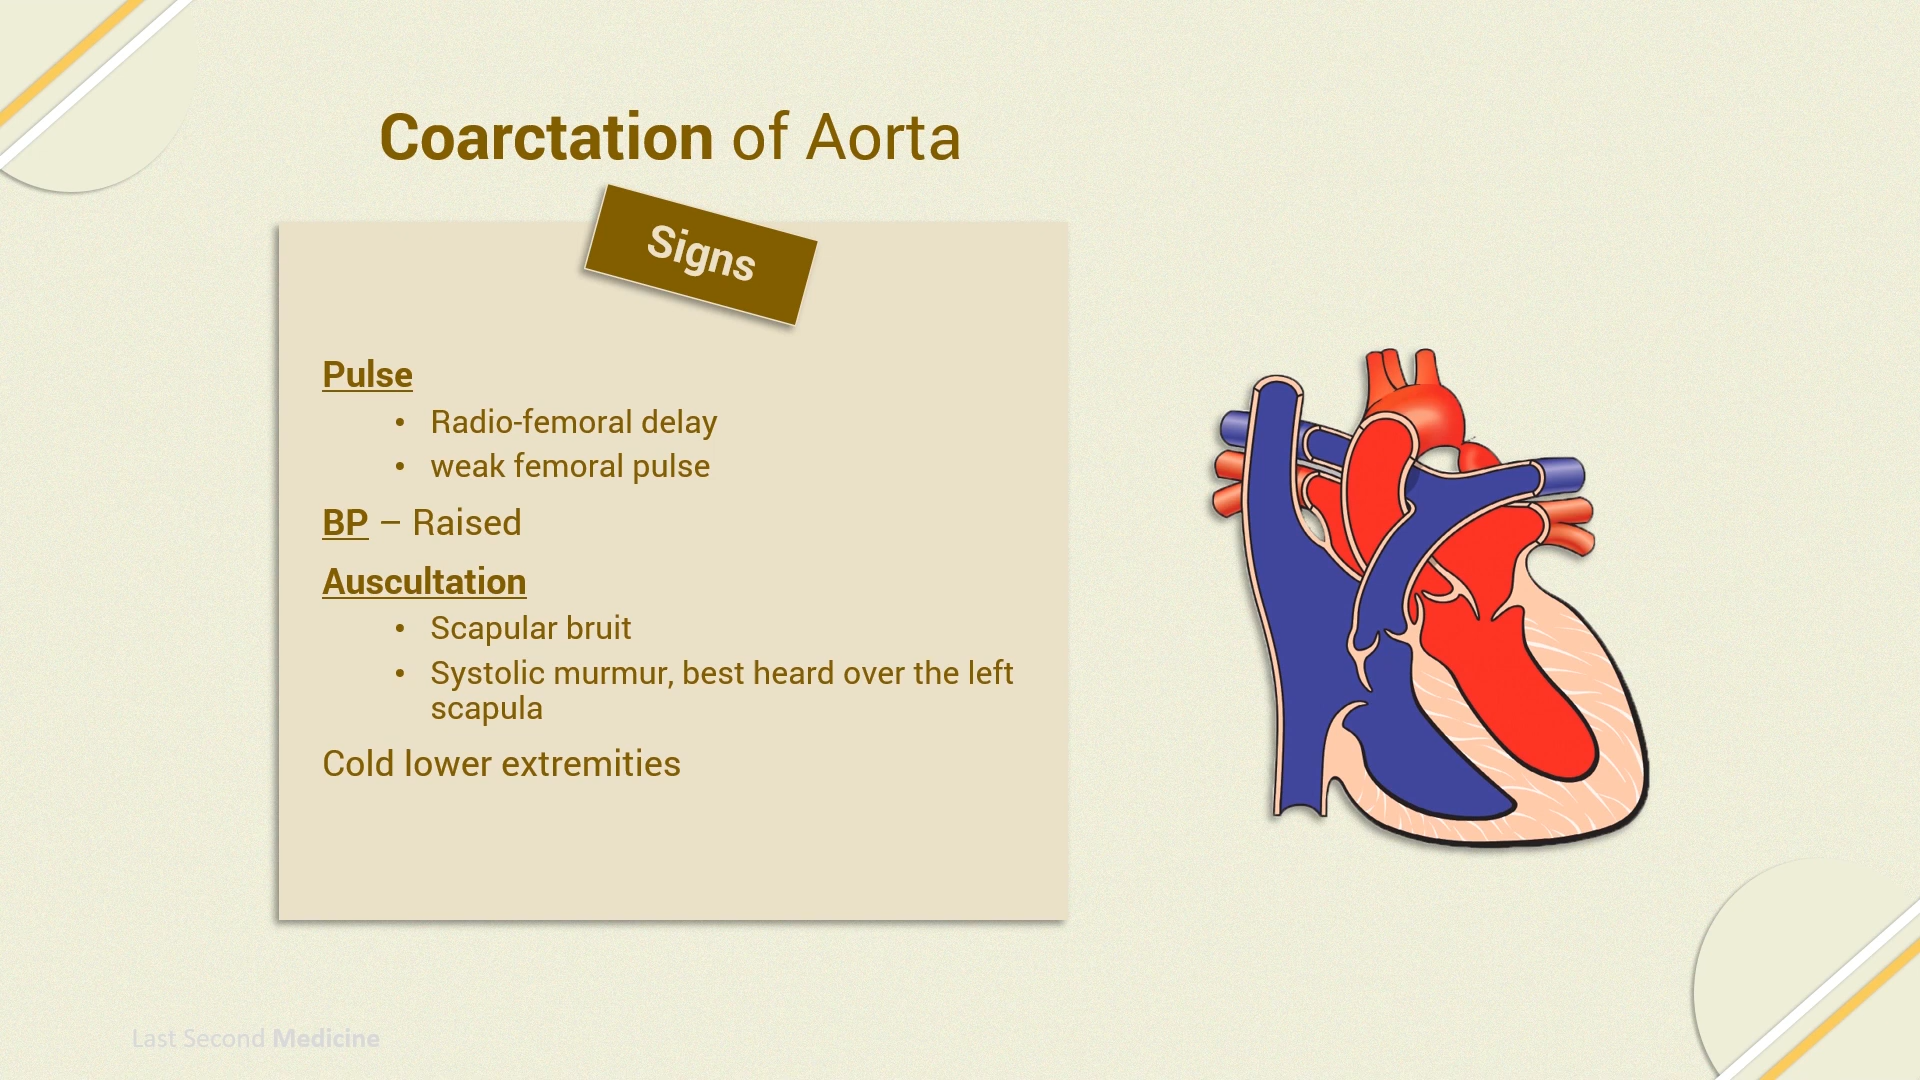 Coarctation of Aorta
Signs
Pulse
• Radio-femoral delay
• weak femoral pulse
BP – Raised
Auscultation
• Scapular bruit
• Systolic murmur, best heard over the left
scapula
Cold lower extremities
Last Second Medicine